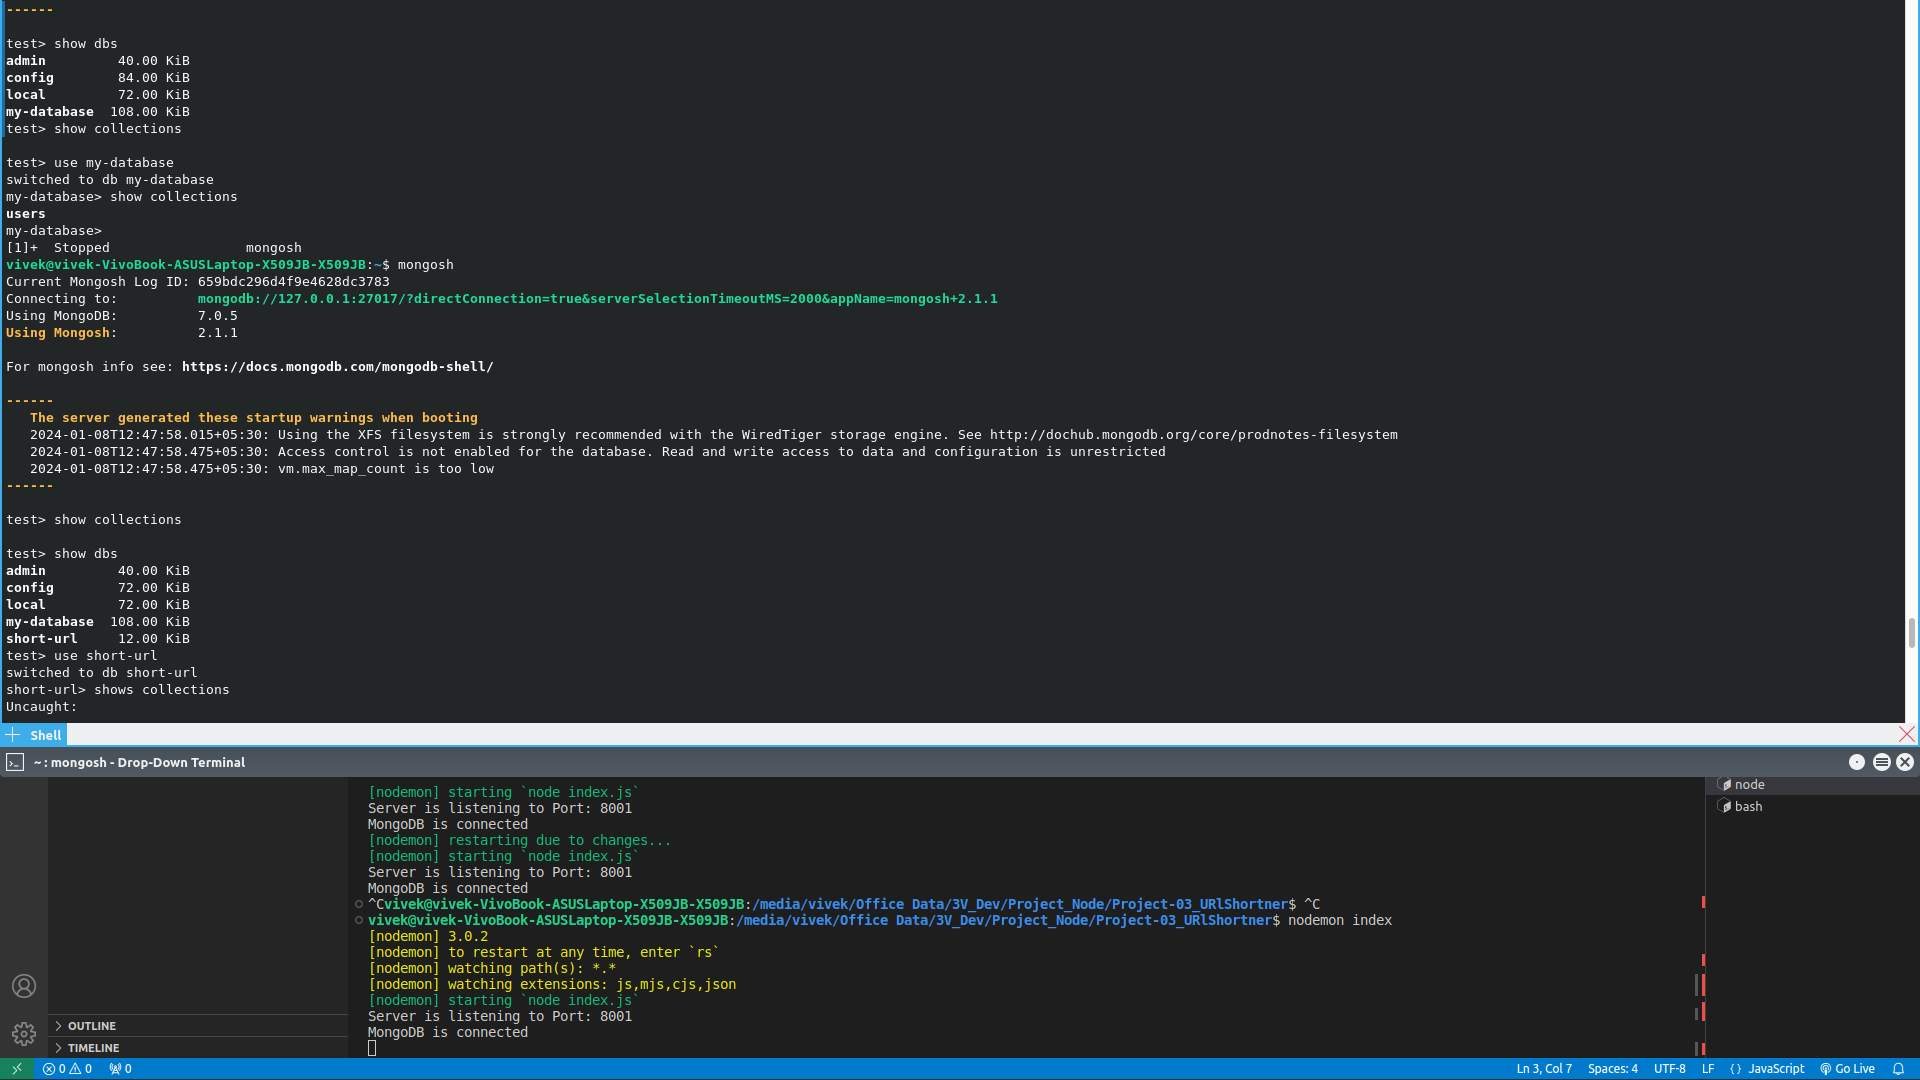 ------
test> show dbs
admin         40.00 KiB
config        84.00 KiB
local         72.00 KiB
my-database  108.00 KiB
test> show collections
test> use my-database
switched to db my-database
my-database> show collections
users
my-database>
[1]+  Stopped                 mongosh
vivek@vivek-VivoBook-ASUSLaptop-X509JB-X509JB:~$ mongosh
Current Mongosh Log ID: 659bdc296d4f9e4628dc3783
Connecting to:          mongodb://127.0.0.1:27017/?directConnection=true&serverSelectionTimeoutMS=2000&appName=mongosh+2.1.1
Using MongoDB:          7.0.5
Using Mongosh:          2.1.1
For mongosh info see: https://docs.mongodb.com/mongodb-shell/
------
   The server generated these startup warnings when booting
   2024-01-08T12:47:58.015+05:30: Using the XFS filesystem is strongly recommended with the WiredTiger storage engine. See http://dochub.mongodb.org/core/prodnotes-filesystem
   2024-01-08T12:47:58.475+05:30: Access control is not enabled for the database. Read and write access to data and configuration is unrestricted
   2024-01-08T12:47:58.475+05:30: vm.max_map_count is too low
------
test> show collections
test> show dbs
admin         40.00 KiB
config        72.00 KiB
local         72.00 KiB
my-database  108.00 KiB
short-url     12.00 KiB
test> use short-url
switched to db short-url
short-url> shows collections
Uncaught:
Shell
~ : mongosh - Drop-Down Terminal
[nodemon] starting `node index.js`
Server is listening to Port: 8001
MongoDB is connected
[nodemon] restarting due to changes...
[nodemon] starting `node index.js`
Server is listening to Port: 8001
MongoDB is connected
^Cvivek@vivek-VivoBook-ASUSLaptop-X509JB-X509JB:/media/vivek/Office Data/3V_Dev/Project_Node/Project-03_URlShortner$ ^C
vivek@vivek-VivoBook-ASUSLaptop-X509JB-X509JB:/media/vivek/Office Data/3V_Dev/Project_Node/Project-03_URlShortner$ nodemon index
[nodemon] 3.0.2
[nodemon] to restart at any time, enter `rs`
[nodemon] watching path(s): *.*
[nodemon] watching extensions: js,mjs,cjs,json
[nodemon] starting `node index.js`
Server is listening to Port: 8001
MongoDB is connected
node
bash
OUTLINE
TIMELINE
0 0 0
Ln 3, Col 7 Spaces: 4 UTF-8 LF {} JavaScript Go Live